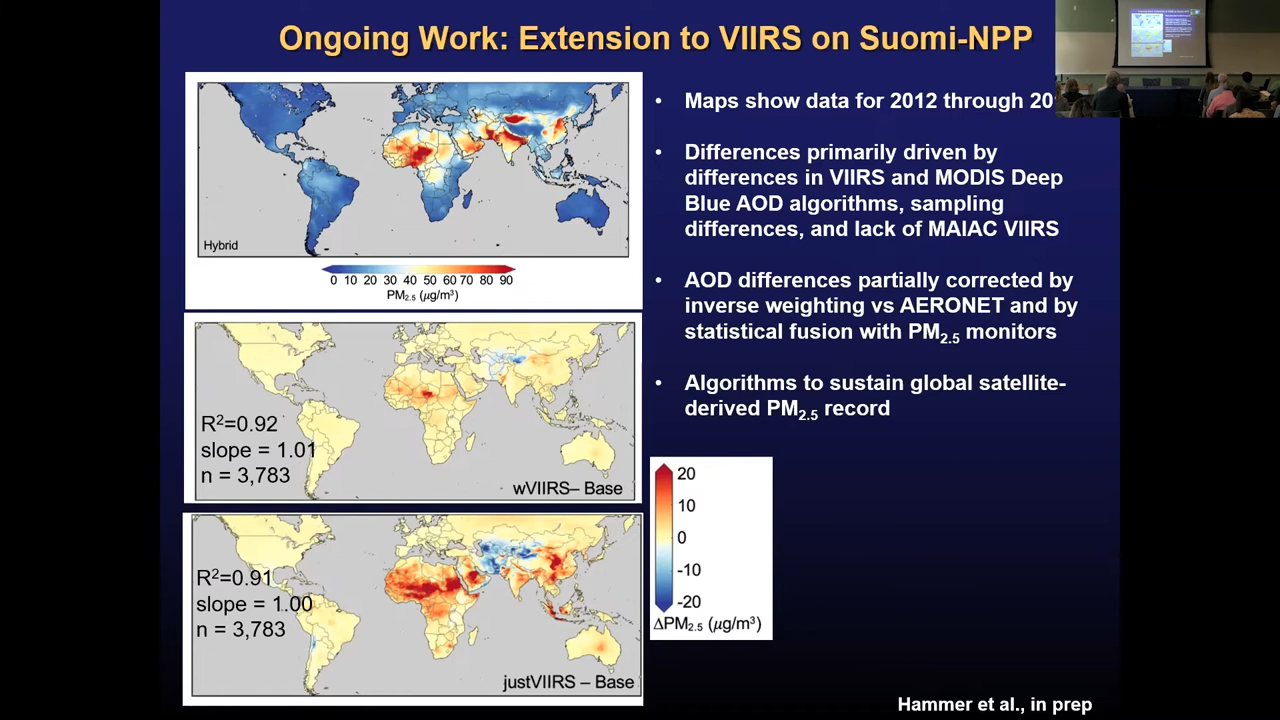 Ongoing Work: Extension to VIIRS on Suomi-NPP
Hybrid
0 10 20 30 40 50 60 70 80 90
PM2.5 (μg/m³)
R²=0.92
slope = 1.01
n = 3,783
wVIIRS– Base
R²=0.91
slope = 1.00
n = 3,783
justVIIRS – Base
• Maps show data for 2012 through
• Differences primarily driven by
differences in VIIRS and MODIS Deep
Blue AOD algorithms, sampling
differences, and lack of MAIAC VIIRS
• AOD differences partially corrected by
inverse weighting vs AERONET and by
statistical fusion with PM2.5 monitors
• Algorithms to sustain global satellite-
derived PM2.5 record
20
10
0
-10
-20
ΔPM2.5 (μg/m³)
Hammer et al., in prep